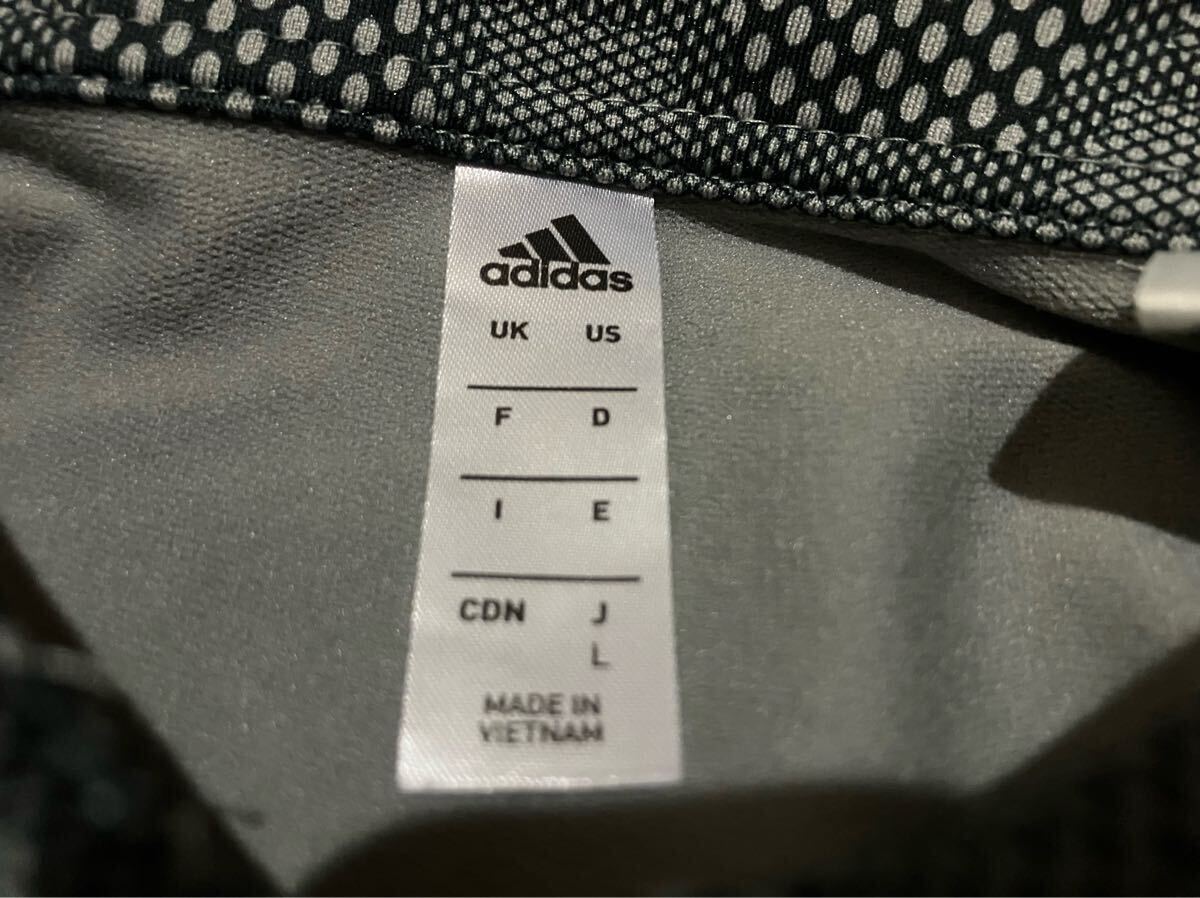 adidas
UK US
F D
I E
CDN J
L
MADE IN
VIETNAM